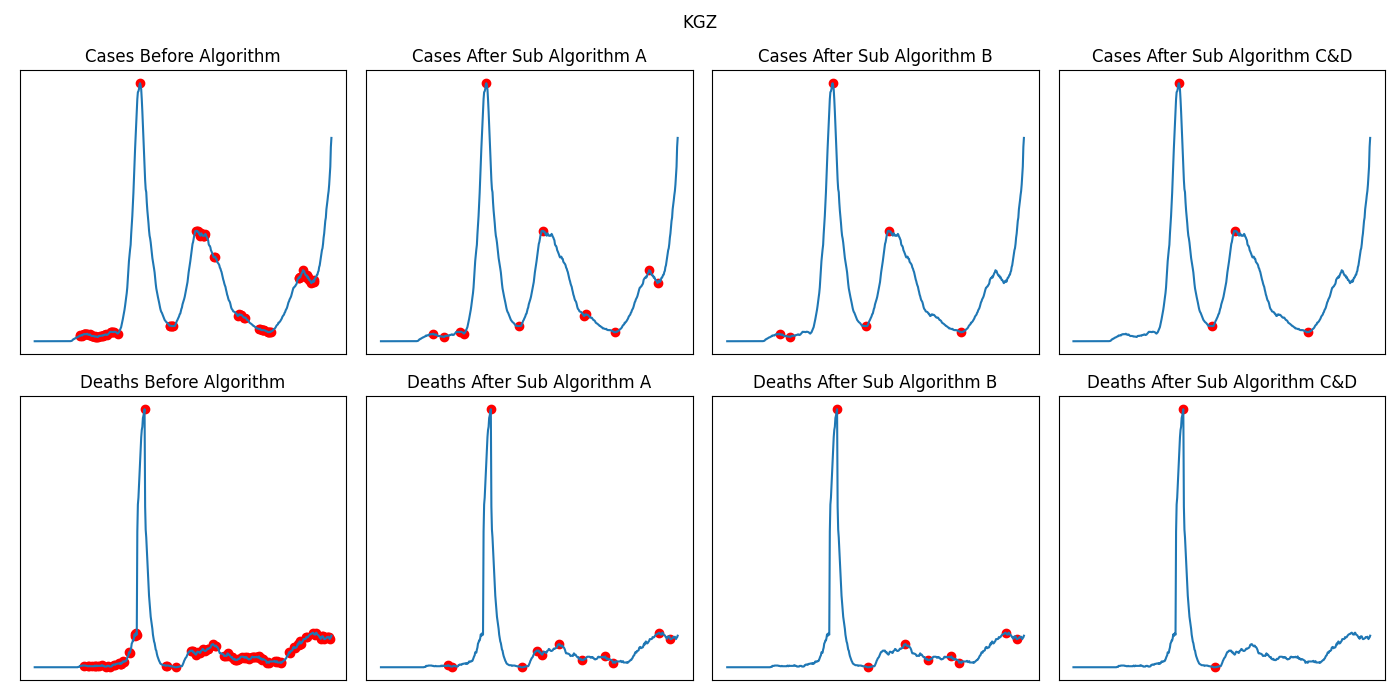 KGZ
Cases Before Algorithm
Cases After Sub Algorithm A
Cases After Sub Algorithm B
Cases After Sub Algorithm C&D
Deaths Before Algorithm
Deaths After Sub Algorithm A
Deaths After Sub Algorithm B
Deaths After Sub Algorithm C&D